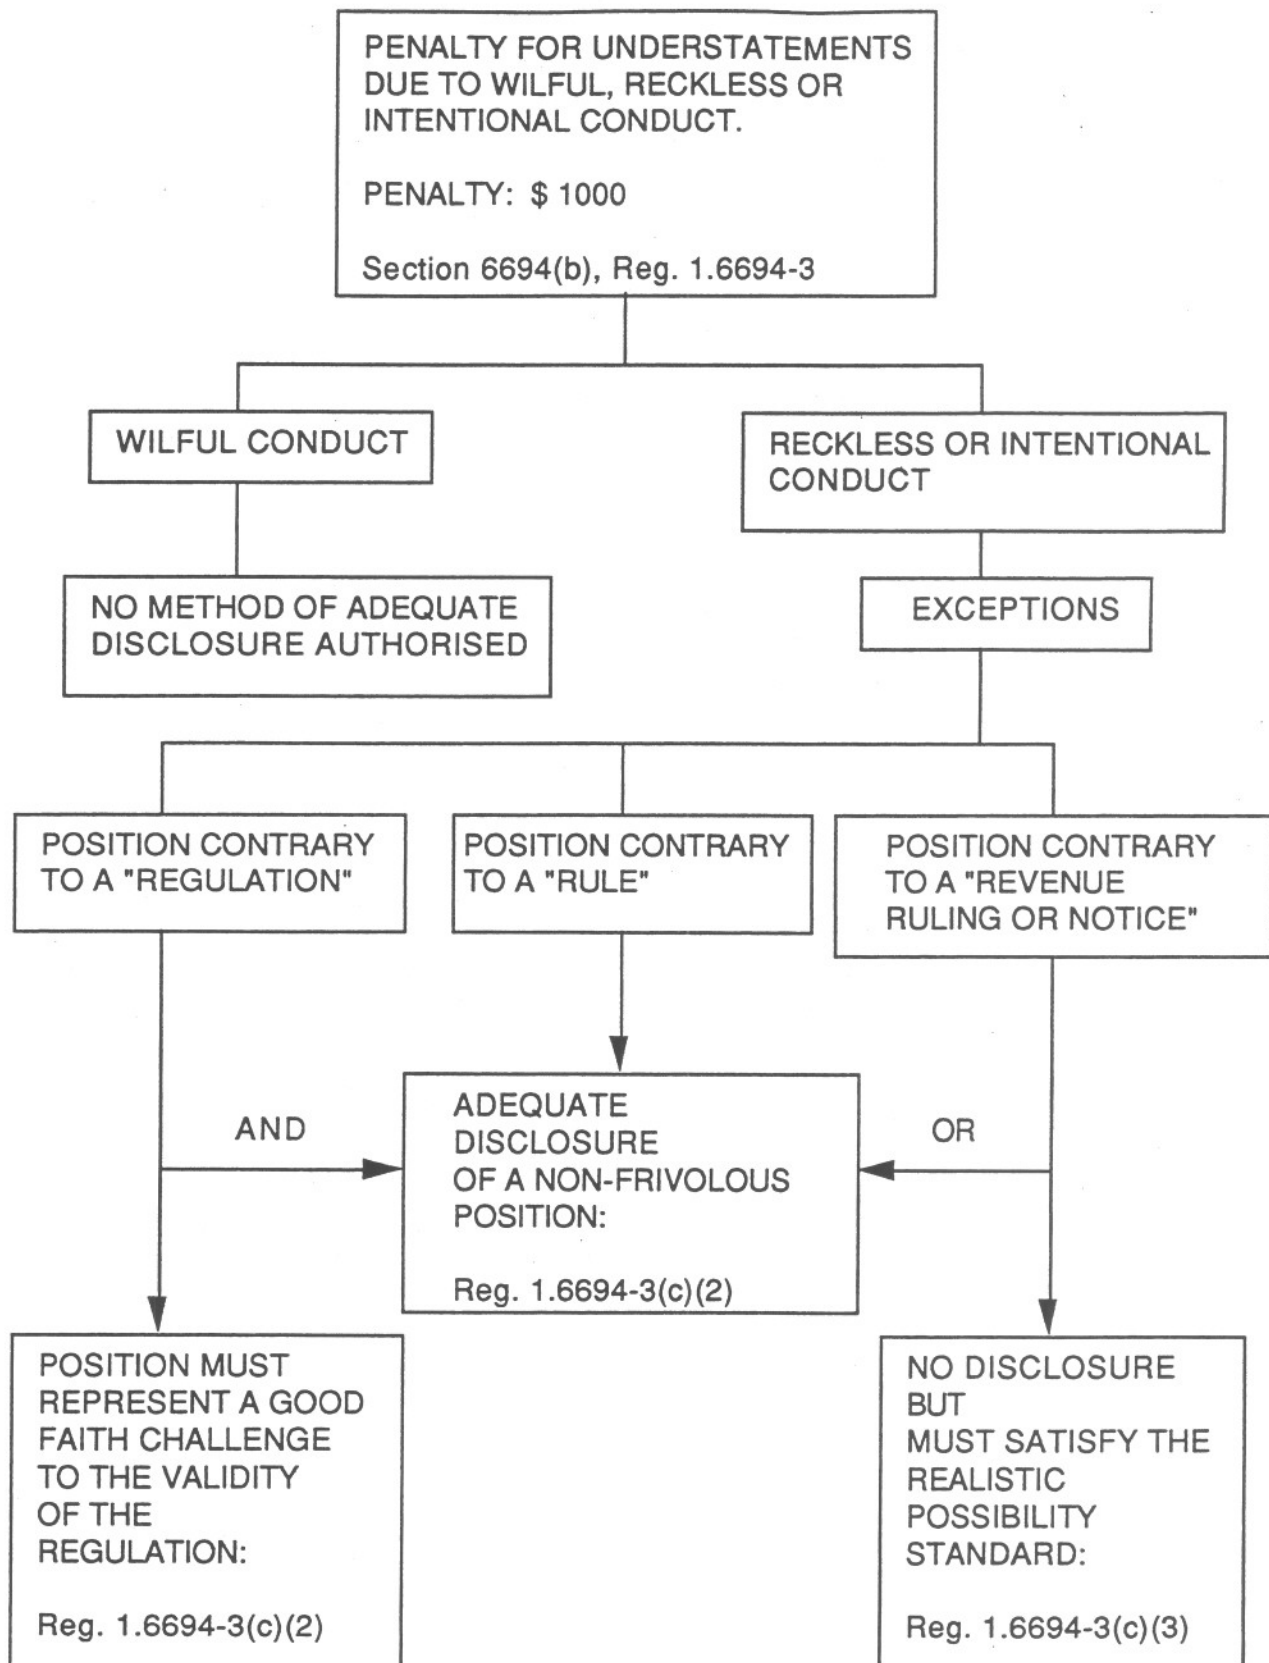 PENALTY FOR UNDERSTATEMENTS
DUE TO WILFUL, RECKLESS OR
INTENTIONAL CONDUCT.
PENALTY: $ 1000
Section 6694(b), Reg. 1.6694-3
WILFUL CONDUCT
RECKLESS OR INTENTIONAL
CONDUCT
NO METHOD OF ADEQUATE
DISCLOSURE AUTHORISED
EXCEPTIONS
POSITION CONTRARY
TO A "REGULATION"
POSITION CONTRARY
TO A "RULE"
POSITION CONTRARY
TO A "REVENUE
RULING OR NOTICE"
AND
ADEQUATE
DISCLOSURE
OF A NON-FRIVOLOUS
POSITION:
Reg. 1.6694-3(c)(2)
OR
POSITION MUST
REPRESENT A GOOD
FAITH CHALLENGE
TO THE VALIDITY
OF THE
REGULATION:
Reg. 1.6694-3(c)(2)
NO DISCLOSURE
BUT
MUST SATISFY THE
REALISTIC
POSSIBILITY
STANDARD:
Reg. 1.6694-3(c)(3)